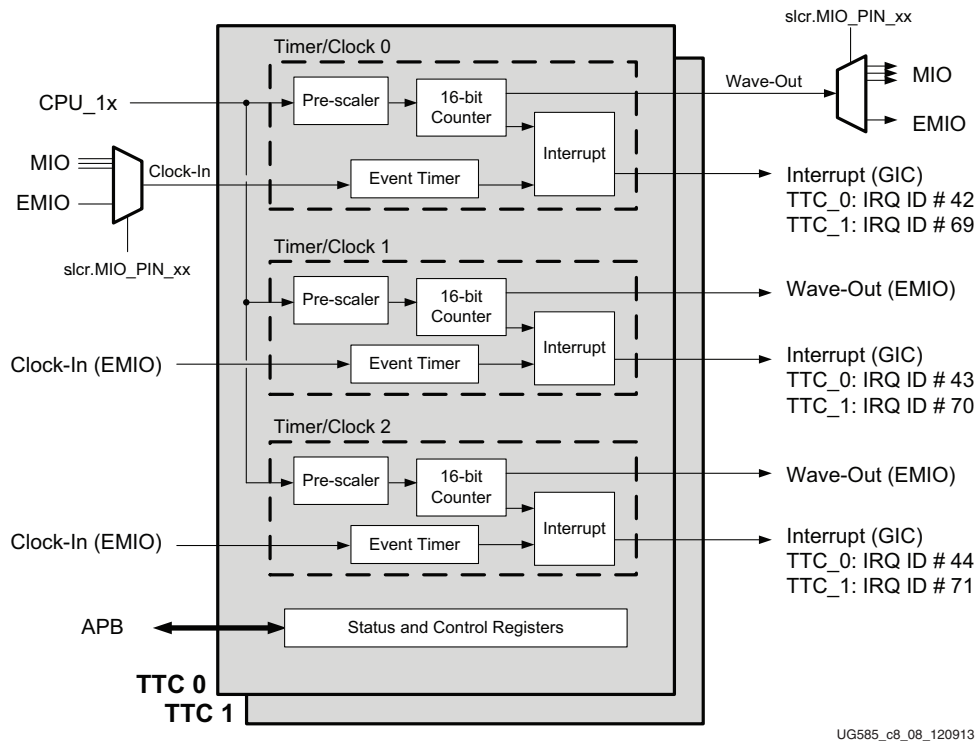 slcr.MIO_PIN_xx
Timer/Clock 0
CPU_1x
Pre-scaler
16-bit
Counter
Wave-Out
MIO
EMIO
Interrupt
MIO
EMIO
Clock-In
Event Timer
slcr.MIO_PIN_xx
Interrupt (GIC)
TTC_0: IRQ ID # 42
TTC_1: IRQ ID # 69
Timer/Clock 1
Pre-scaler
16-bit
Counter
Wave-Out (EMIO)
Interrupt
Clock-In (EMIO)
Event Timer
Interrupt (GIC)
TTC_0: IRQ ID # 43
TTC_1: IRQ ID # 70
Timer/Clock 2
Pre-scaler
16-bit
Counter
Wave-Out (EMIO)
Interrupt
Clock-In (EMIO)
Event Timer
Interrupt (GIC)
TTC_0: IRQ ID # 44
TTC_1: IRQ ID # 71
APB
Status and Control Registers
TTC 0
TTC 1
UG585_c8_08_120913